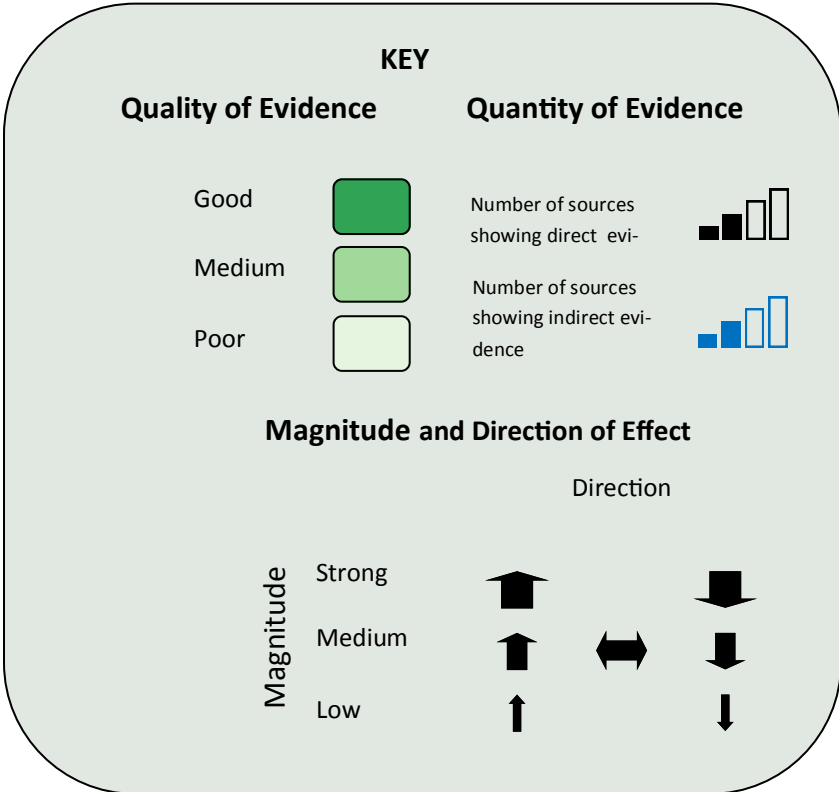 KEY
Quality of Evidence
Quantity of Evidence
Good
Medium
Poor
Number of sources
showing direct evi-
Number of sources
showing indirect evi-
dence
Magnitude and Direction of Effect
Direction
Magnitude
Strong
Medium
Low